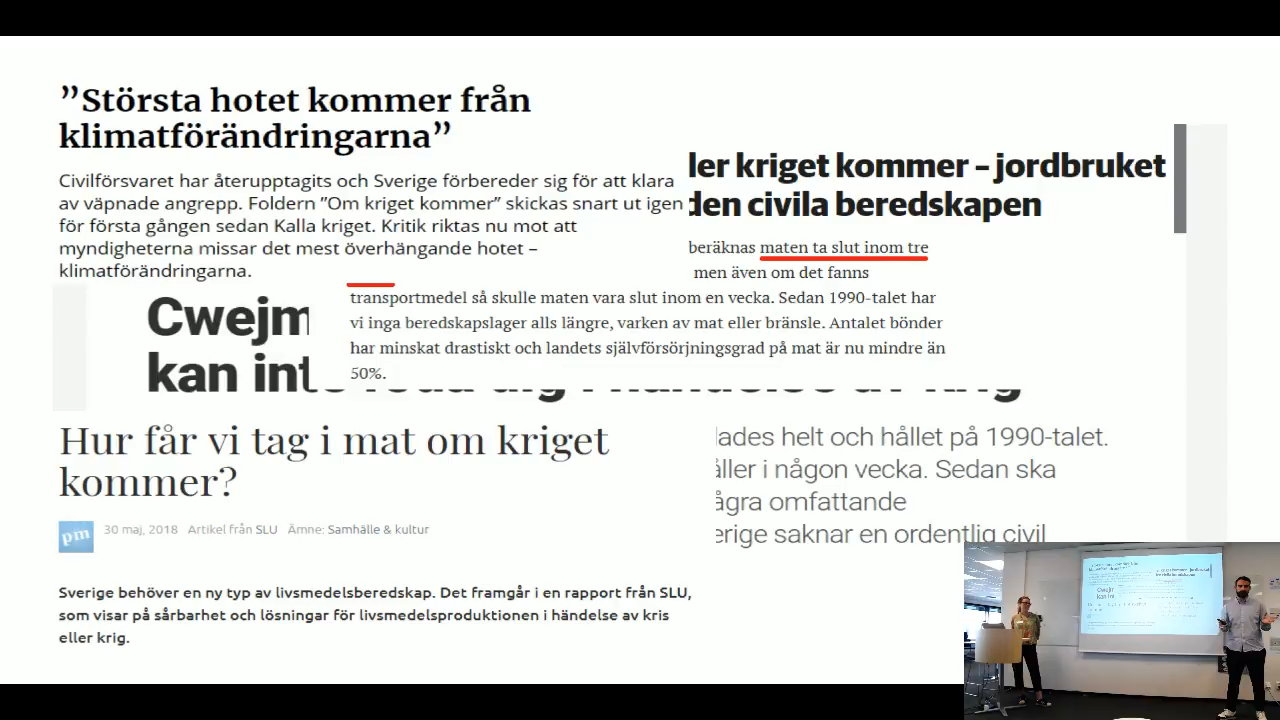 ”Största hotet kommer från
klimatförändringarna”
Civilförsvaret har återupptagits och Sverige förbereder sig för att klara
av väpnade angrepp. Foldern ”Om kriget kommer” skickas snart ut igen
för första gången sedan Kalla kriget. Kritik riktas nu mot att
myndigheterna missar det mest överhängande hotet –
klimatförändringarna.
ler kriget kommer – jordbruket
den civila beredskapen
beräknas maten ta slut inom tre
men även om det fanns
transportmedel så skulle maten vara slut inom en vecka. Sedan 1990-talet har
vi inga beredskapslager alls längre, varken av mat eller bränsle. Antalet bönder
har minskat drastiskt och landets självförsörjningsgrad på mat är nu mindre än
50%.
Cwejm
kan int
Hur får vi tag i mat om kriget
kommer?
pm
30 maj, 2018 Artikel från SLU Ämne: Samhälle & kultur
Sverige behöver en ny typ av livsmedelsberedskap. Det framgår i en rapport från SLU,
som visar på sårbarhet och lösningar för livsmedelsproduktionen i händelse av kris
eller krig.
lades helt och hållet på 1990-talet.
åller i någon vecka. Sedan ska
ågra omfattande
erige saknar en ordentlig civil